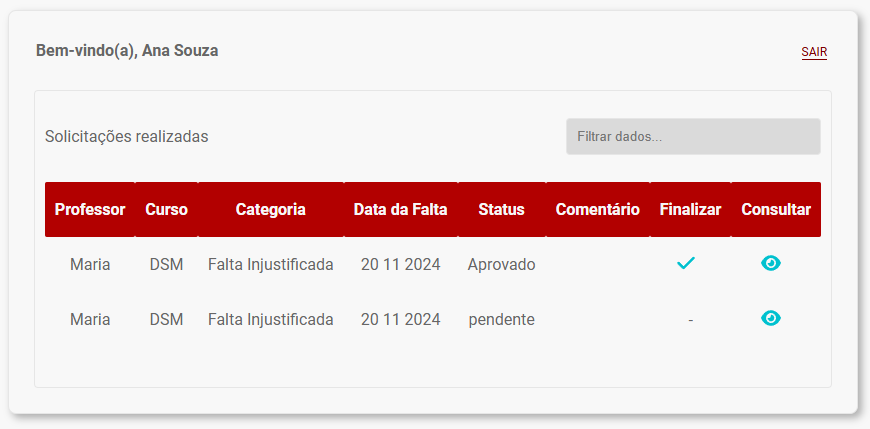 Bem-vindo(a), Ana Souza
SAIR
Solicitações realizadas
Filtrar dados...
Professor Curso Categoria Data da Falta Status Comentário Finalizar Consultar
Maria DSM Falta Injustificada 20 11 2024 Aprovado
Maria DSM Falta Injustificada 20 11 2024 pendente -